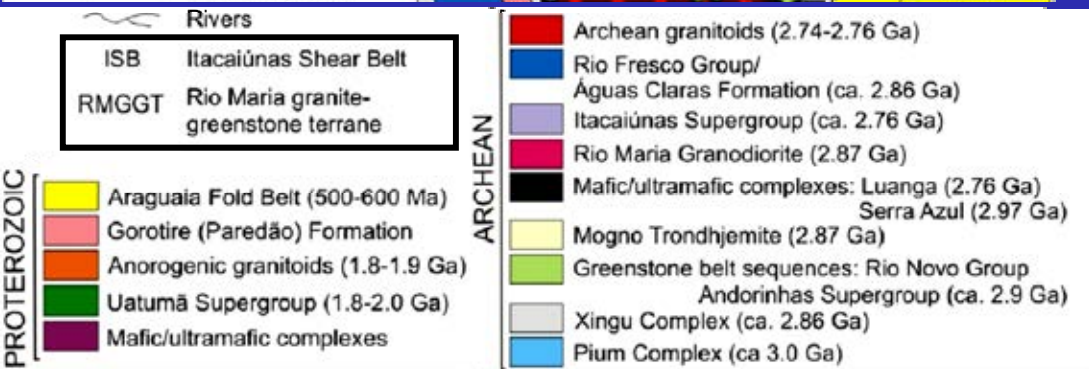 Rivers
ISB Itacaiúnas Shear Belt
RMGGT Rio Maria granite-
greenstone terrane
PROTEROZOIC
Araguaia Fold Belt (500-600 Ma)
Gorotire (Paredão) Formation
Anorogenic granitoids (1.8-1.9 Ga)
Uatumã Supergroup (1.8-2.0 Ga)
Mafic/ultramafic complexes
ARCHEAN
Archean granitoids (2.74-2.76 Ga)
Rio Fresco Group/
Águas Claras Formation (ca. 2.86 Ga)
Itacaiúnas Supergroup (ca. 2.76 Ga)
Rio Maria Granodiorite (2.87 Ga)
Mafic/ultramafic complexes: Luanga (2.76 Ga)
Serra Azul (2.97 Ga)
Mogno Trondhjemite (2.87 Ga)
Greenstone belt sequences: Rio Novo Group
Andorinhas Supergroup (ca. 2.9 Ga)
Xingu Complex (ca. 2.86 Ga)
Pium Complex (ca 3.0 Ga)